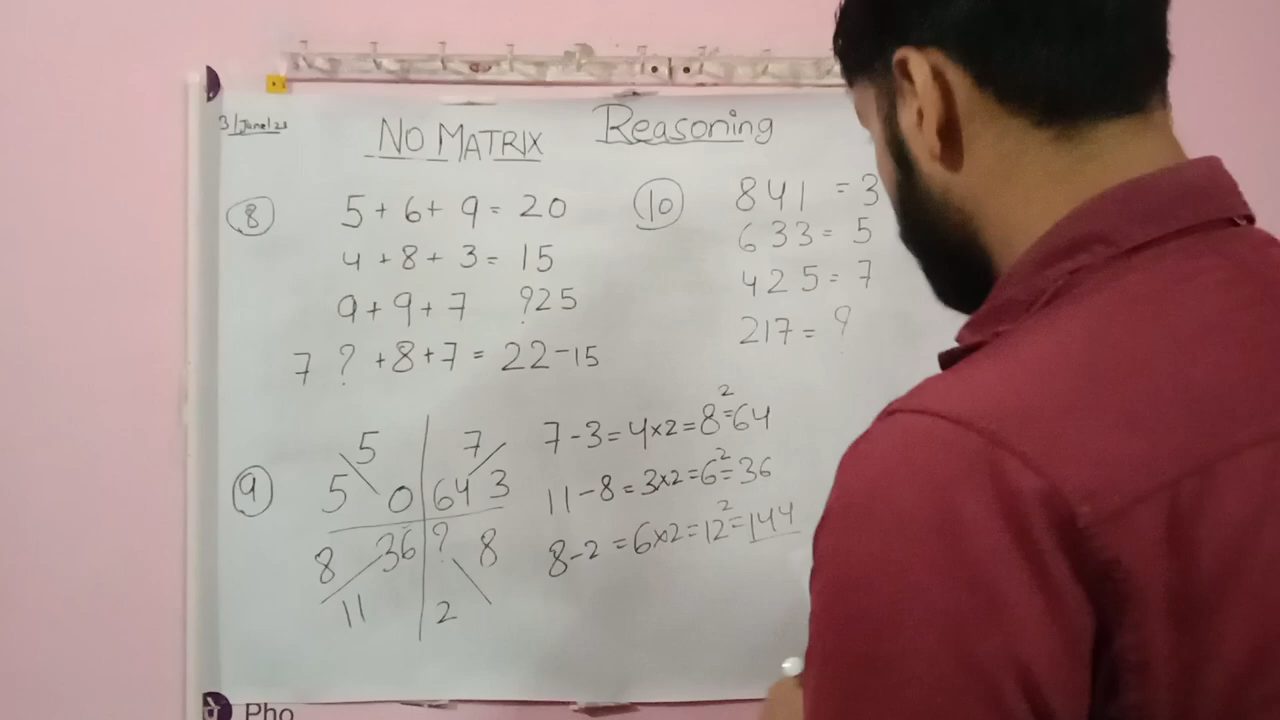 3/June/23
NO MATRIX Reasoning
8
5 + 6 + 9 = 20
4 + 8 + 3 = 15
9 + 9 + 7 ?25
7 ? + 8 + 7 = 22 - 15
10
841 = 3
633 = 5
425 = 7
217 = ?
9
5 7
5 0 64 3
8 36 ? 8
11 2
7 - 3 = 4 x 2 = 8² = 64
11 - 8 = 3 x 2 = 6² = 36
8 - 2 = 6 x 2 = 12² = 144
Pho